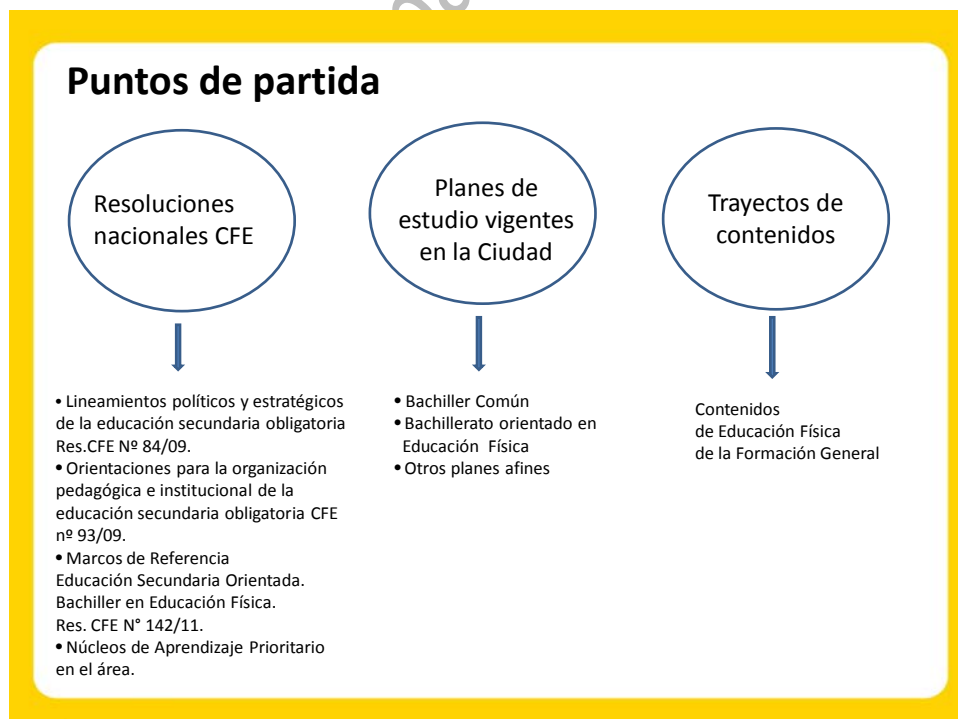 Puntos de partida
Resoluciones
nacionales CFE
Planes de
estudio vigentes
en la Ciudad
Trayectos de
contenidos
• Lineamientos políticos y estratégicos
de la educación secundaria obligatoria
Res.CFE Nº 84/09.
• Orientaciones para la organización
pedagógica e institucional de la
educación secundaria obligatoria CFE
nº 93/09.
• Marcos de Referencia
Educación Secundaria Orientada.
Bachiller en Educación Física.
Res. CFE N° 142/11.
• Núcleos de Aprendizaje Prioritario
en el área.
• Bachiller Común
• Bachillerato orientado en
Educación Física
• Otros planes afines
Contenidos
de Educación Física
de la Formación General